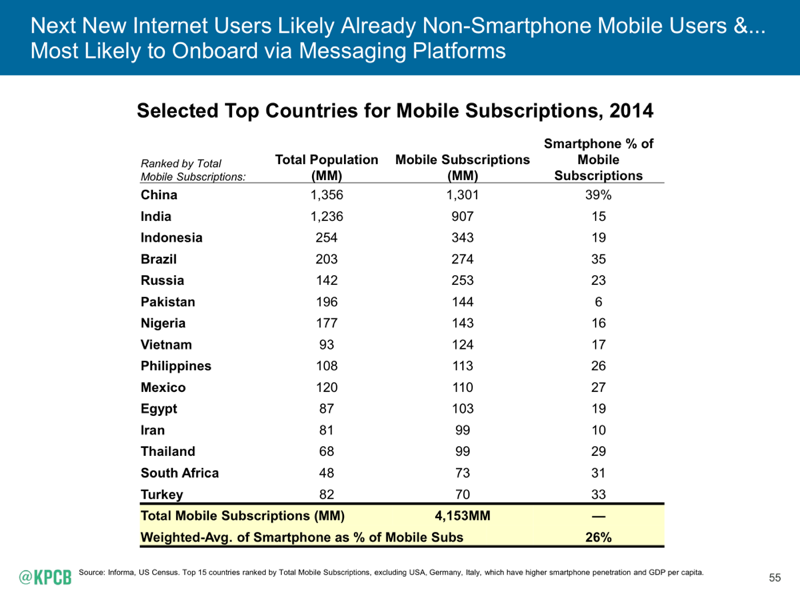 Next New Internet Users Likely Already Non-Smartphone Mobile Users &...
Most Likely to Onboard via Messaging Platforms
Selected Top Countries for Mobile Subscriptions, 2014
Ranked by Total
Mobile Subscriptions:
Total Population
(MM)
Mobile Subscriptions
(MM)
Smartphone % of
Mobile
Subscriptions
China 1,356 1,301 39%
India 1,236 907 15
Indonesia 254 343 19
Brazil 203 274 35
Russia 142 253 23
Pakistan 196 144 6
Nigeria 177 143 16
Vietnam 93 124 17
Philippines 108 113 26
Mexico 120 110 27
Egypt 87 103 19
Iran 81 99 10
Thailand 68 99 29
South Africa 48 73 31
Turkey 82 70 33
Total Mobile Subscriptions (MM) 4,153MM —
Weighted-Avg. of Smartphone as % of Mobile Subs 26%
@KPCB
Source: Informa, US Census. Top 15 countries ranked by Total Mobile Subscriptions, excluding USA, Germany, Italy, which have higher smartphone penetration and GDP per capita.
55